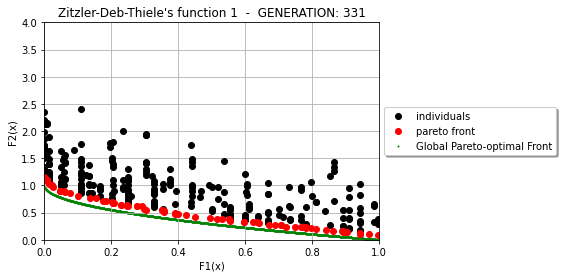 Zitzler-Deb-Thiele's function 1 - GENERATION: 331
4.0
3.5
3.0
2.5
2.0
1.5
1.0
0.5
0.0
F2(x)
0.0 0.2 0.4 0.6 0.8 1.0
F1(x)
individuals
pareto front
Global Pareto-optimal Front